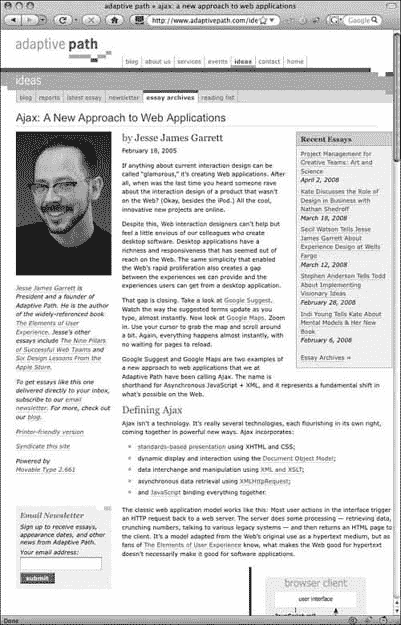 adaptive path » ajax: a new approach to web applications
http://www.adaptivepath.com/ide
Google
adaptive path
blog about us services events ideas contact home
ideas
blog reports latest essay newsletter essay archives reading list
Ajax: A New Approach to Web Applications
by Jesse James Garrett
February 18, 2005
If anything about current interaction design can be
called "glamorous," it's creating Web applications. After
all, when was the last time you heard someone rave
about the interaction design of a product that wasn't
on the Web? (Okay, besides the iPod.) All the cool,
innovative new projects are online.
Despite this, Web interaction designers can't help but
feel a little envious of our colleagues who create
desktop software. Desktop applications have a
richness and responsiveness that has seemed out of
reach on the Web. The same simplicity that enabled
the Web's rapid proliferation also creates a gap
between the experiences we can provide and the
experiences users can get from a desktop application.
That gap is closing. Take a look at Google Suggest.
Watch the way the suggested terms update as you
type, almost instantly. Now look at Google Maps. Zoom
in. Use your cursor to grab the map and scroll around
a bit. Again, everything happens almost instantly, with
no waiting for pages to reload.
Google Suggest and Google Maps are two examples of
a new approach to web applications that we at
Adaptive Path have been calling Ajax. The name is
shorthand for Asynchronous JavaScript + XML, and it represents a fundamental shift in
what's possible on the Web.
Defining Ajax
Ajax isn't a technology. It's really several technologies, each flourishing in its own right,
coming together in powerful new ways. Ajax incorporates:
standards-based presentation using XHTML and CSS;
dynamic display and interaction using the Document Object Model;
data interchange and manipulation using XML and XSLT;
asynchronous data retrieval using XMLHttpRequest;
and JavaScript binding everything together.
The classic web application model works like this: Most user actions in the interface trigger
an HTTP request back to a web server. The server does some processing — retrieving data,
crunching numbers, talking to various legacy systems — and then returns an HTML page to
the client. It's a model adapted from the Web's original use as a hypertext medium, but as
fans of The Elements of User Experience know, what makes the Web good for hypertext
doesn't necessarily make it good for software applications.
browser client
user interface
Recent Essays
Project Management for
Creative Teams: Art and
Science
April 2, 2008
Kate Discusses the Role of
Design in Business with
Nathan Shedroff
March 18, 2008
Secil Watson Tells Jesse
James Garrett About
Experience Design at Wells
Fargo
March 12, 2008
Stephen Anderson Tells Todd
About Implementing
Visionary Ideas
February 28, 2008
Indi Young Tells Kate About
Mental Models & Her New
Book
February 6, 2008
Essay Archives »
Jesse James Garrett is
President and a founder of
Adaptive Path. He is the author
of the widely-referenced book
The Elements of
User Experience. Jesse's other
essays include The Nine Pillars
of Successful Web Teams and
Six Design Lessons From the
Apple Store.
To get essays like this one
delivered directly to your inbox,
subscribe to our email
newsletter. For more, check out
our blog.
Printer-friendly version
Syndicate this site
Powered by
Movable Type 2.661
Email Newsletter
Sign up to receive essays,
appearance dates, and other
news from Adaptive Path.
Your email address:
submit
Done